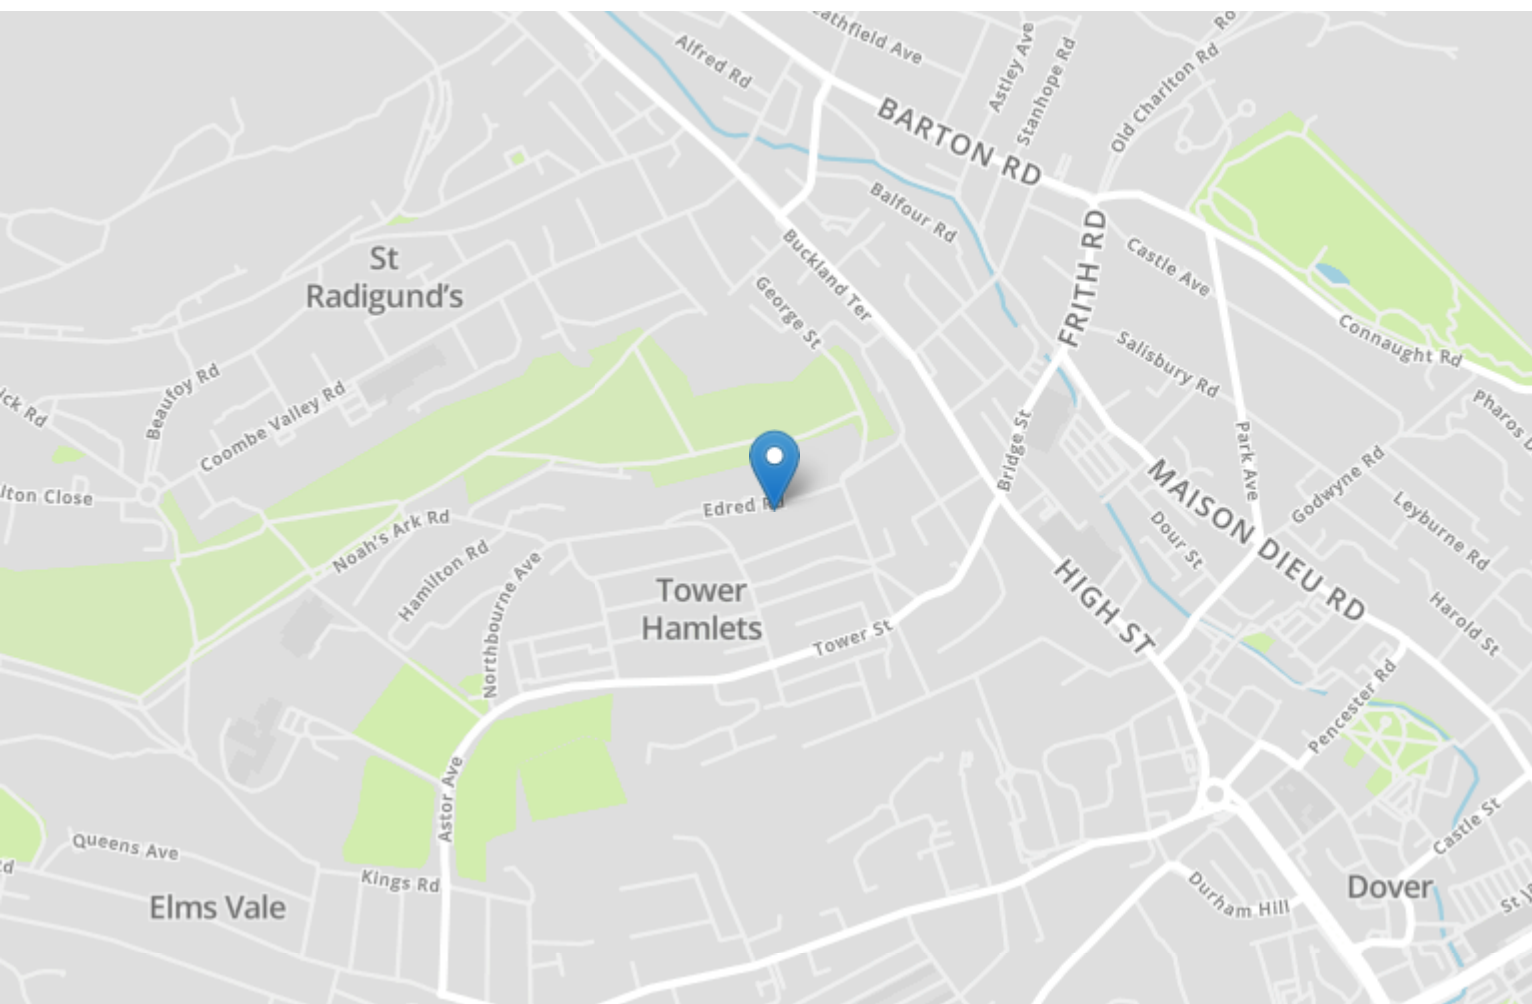 Alfred Rd
Astley Ave
Stanhope Rd
Old Charlton Rd
BARTON RD
Balfour Rd
FRITH RD
Castle Ave
St
Radigund's
Buckland Ter
George St
Connaught Rd
Salisbury Rd
Beaufoy Rd
Coombe Valley Rd
Park Ave
Bridge St
Godwyne Rd
MAISON DIEU RD
Leyburne Rd
Close
Edred
Noah's Ark Rd
Dour St
Hamilton Rd
Northbourne Ave
HIGH ST
Tower
Hamlets
Harold St
Tower St
Pencester Rd
Astor Ave
Castle St
Queens Ave
Kings Rd
Elms Vale
Durham Hill
Dover